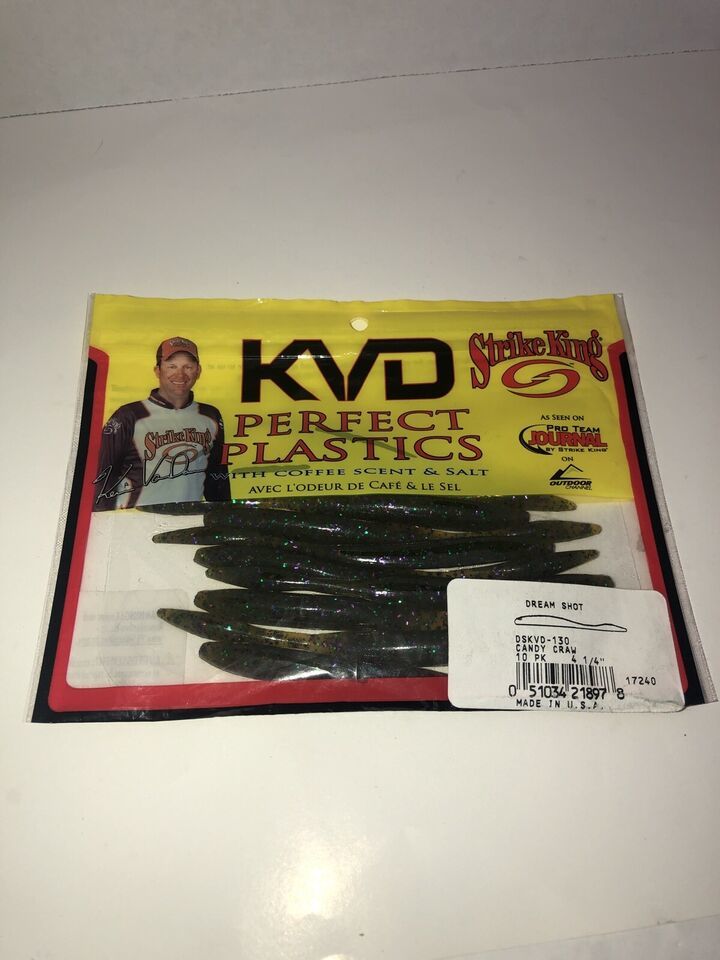 KVD
Strike King®
PERFECT
PLASTICS
WITH COFFEE SCENT & SALT
AVEC L'ODEUR DE CAFÉ & LE SEL
Strike King
AS SEEN ON
PRO TEAM
JOURNAL
BY STRIKE KING®
ON
OUTDOOR
CHANNEL
DREAM SHOT
DSKVD-130
CANDY CRAW
10 PK 4 1/4"
17240
0 51034 21897 8
MADE IN U.S.A.